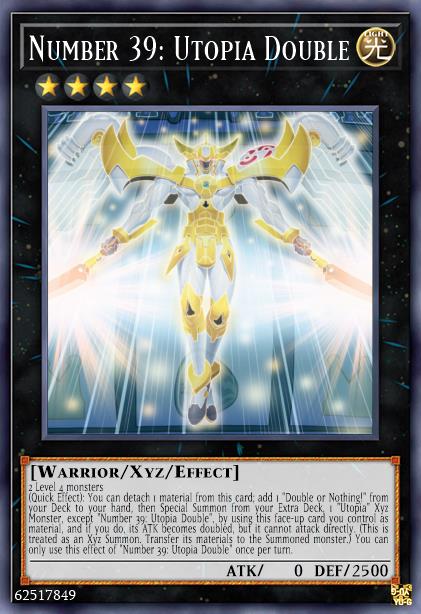 Number 39: Utopia Double
LIGHT
光
39
[Warrior/Xyz/Effect]
2 Level 4 monsters
(Quick Effect): You can detach 1 material from this card; add 1 "Double or Nothing!" from
your Deck to your hand, then Special Summon from your Extra Deck, 1 "Utopia" Xyz
Monster, except "Number 39: Utopia Double", by using this face-up card you control as
material, and if you do, its ATK becomes doubled, but it cannot attack directly. (This is
treated as an Xyz Summon. Transfer its materials to the Summoned monster.) You can
only use this effect of "Number 39: Utopia Double" once per turn.
ATK/ 0 DEF/2500
62517849